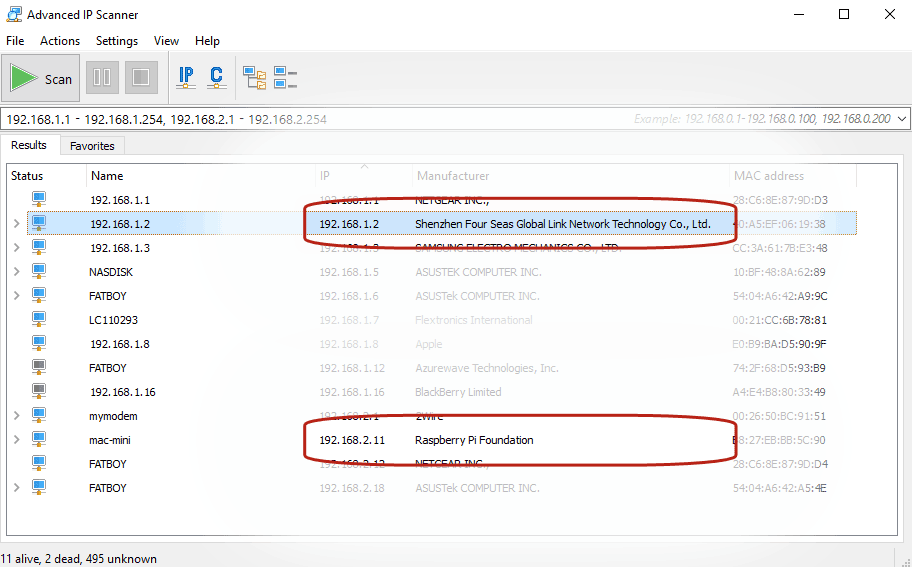 Advanced IP Scanner
File Actions Settings View Help
Scan IP C
192.168.1.1 - 192.168.1.254, 192.168.2.1 - 192.168.2.254 Example: 192.168.0.1-192.168.0.100, 192.168.0.200
Results Favorites
Status Name IP Manufacturer MAC address
192.168.1.1 192.168.1.1 NETGEAR INC., 28:C6:8E:87:9D:D3
192.168.1.2 192.168.1.2 Shenzhen Four Seas Global Link Network Technology Co., Ltd. 40:A5:EF:06:19:38
192.168.1.3 192.168.1.3 SAMSUNG ELECTRO MECHANICS CO., LTD. CC:3A:61:7B:E3:48
NASDISK 192.168.1.5 ASUSTEK COMPUTER INC. 10:BF:48:8A:62:89
FATBOY 192.168.1.6 ASUSTek COMPUTER INC. 54:04:A6:42:A9:9C
LC110293 192.168.1.7 Flextronics International 00:21:CC:6B:78:81
192.168.1.8 192.168.1.8 Apple E0:B9:BA:D5:90:9F
FATBOY 192.168.1.12 Azurewave Technologies, Inc. 74:2F:68:D5:93:B9
192.168.1.16 192.168.1.16 BlackBerry Limited A4:E4:B8:80:33:49
mymodem 192.168.2.1 2Wire 00:26:50:BC:91:51
mac-mini 192.168.2.11 Raspberry Pi Foundation B8:27:EB:BB:5C:90
FATBOY 192.168.2.12 NETGEAR INC., 28:C6:8E:87:9D:D4
FATBOY 192.168.2.18 ASUSTek COMPUTER INC. 54:04:A6:42:A5:4E
11 alive, 2 dead, 495 unknown